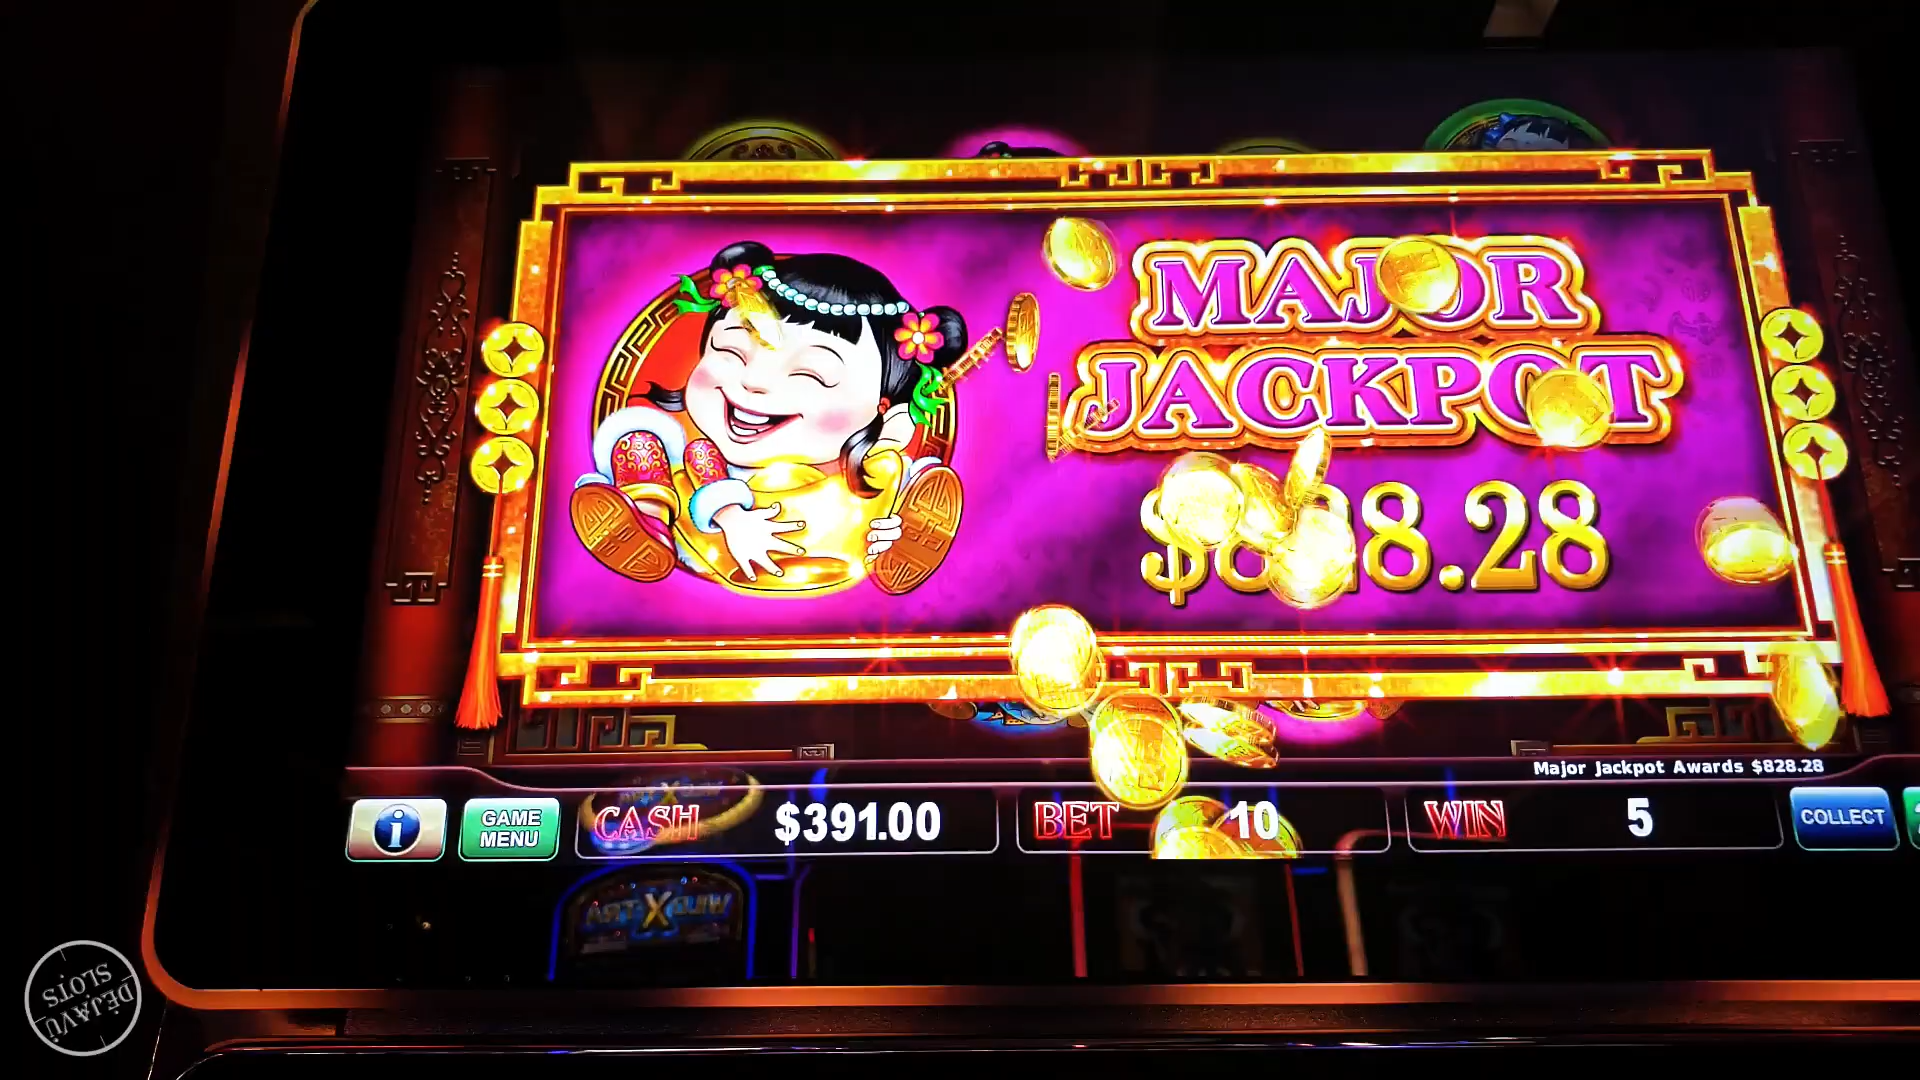 MAJOR
JACKPOT
$828.28
Major Jackpot Awards $828.28
i
GAME
MENU
CASH
$391.00
BET
10
WIN
5
COLLECT
DEJAVU
SLOTS